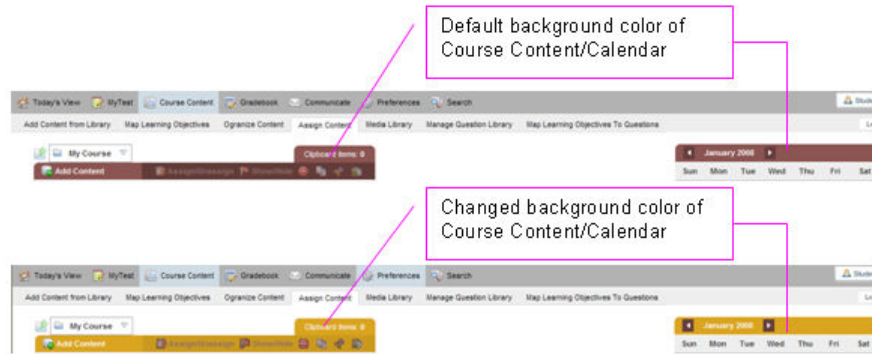 Default background color of
Course Content/Calendar
Today's View MyTest Course Content Gradebook Communicate Preferences Search
Add Content from Library Map Learning Objectives Ogranize Content Assign Content Media Library Manage Question Library Map Learning Objectives To Questions
My Course Clipboard Items: 0 January 2008
Add Content Assign/Unassign Show/Hide Sun Mon Tue Wed Thu Fri Sat
Changed background color of
Course Content/Calendar
Today's View MyTest Course Content Gradebook Communicate Preferences Search
Add Content from Library Map Learning Objectives Ogranize Content Assign Content Media Library Manage Question Library Map Learning Objectives To Questions
My Course Clipboard Items: 0 January 2008
Add Content Assign/Unassign Show/Hide Sun Mon Tue Wed Thu Fri Sat